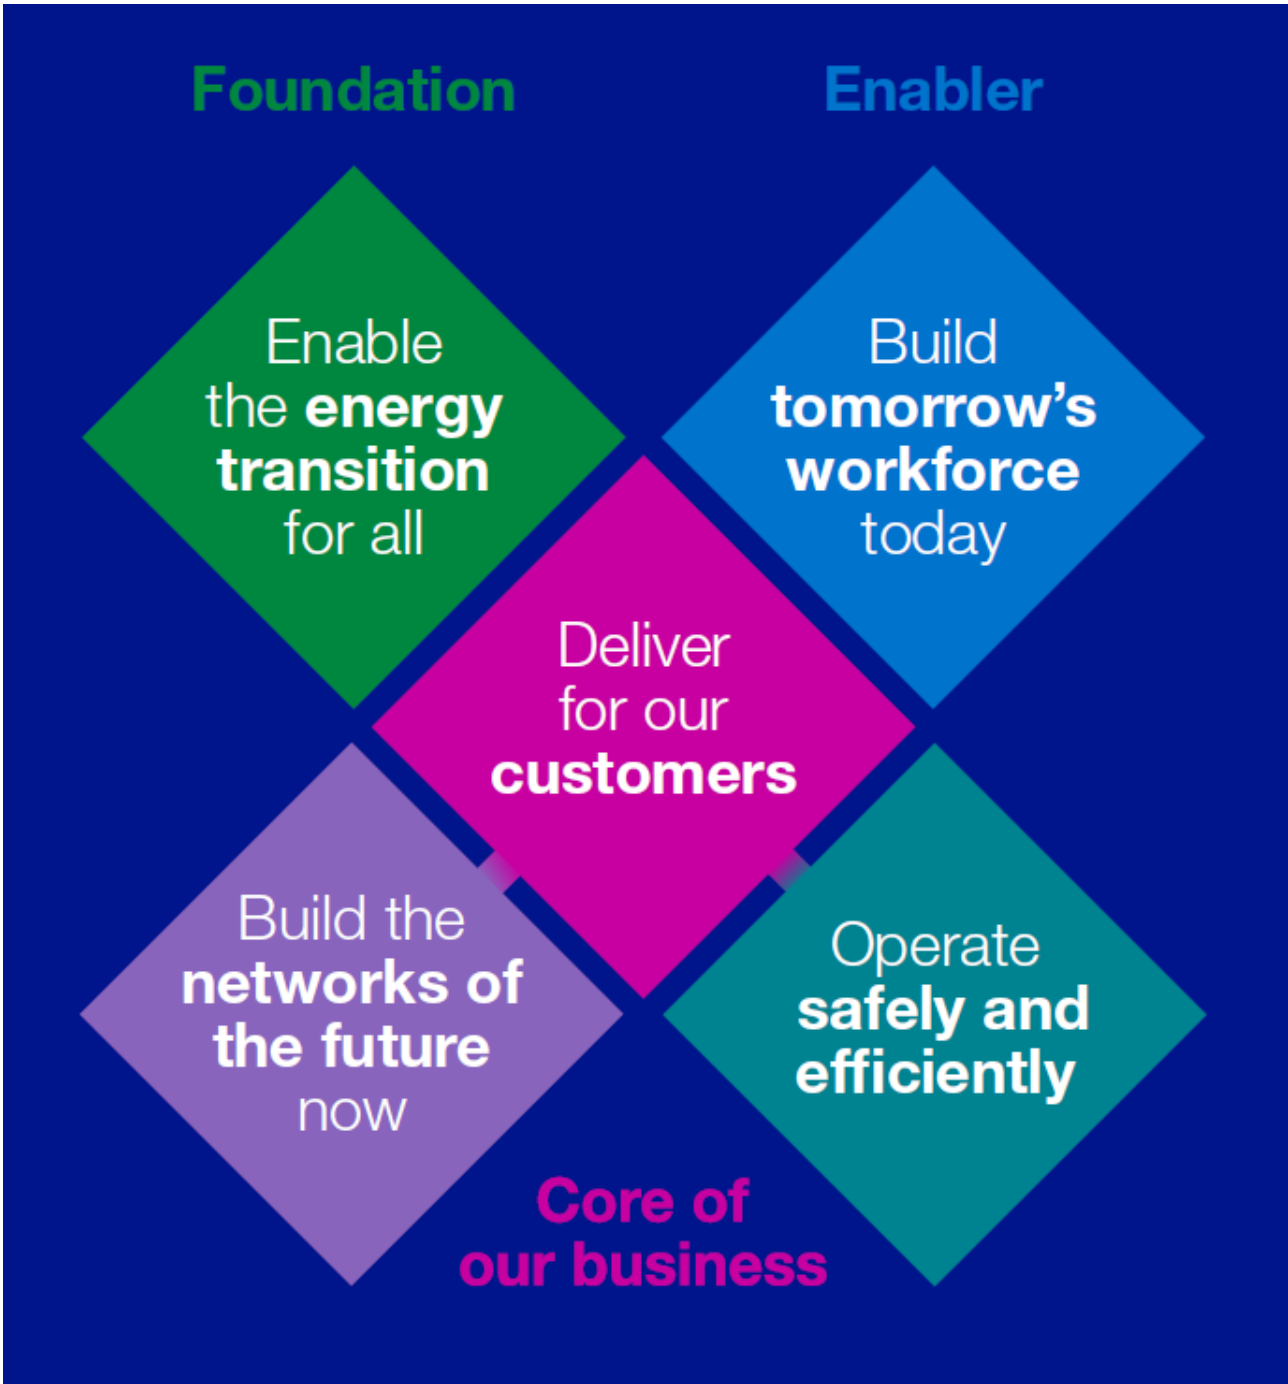 Foundation
Enabler
Enable
the energy
transition
for all
Build
tomorrow’s
workforce
today
Deliver
for our
customers
Build the
networks of
the future
now
Operate
safely and
efficiently
Core of
our business